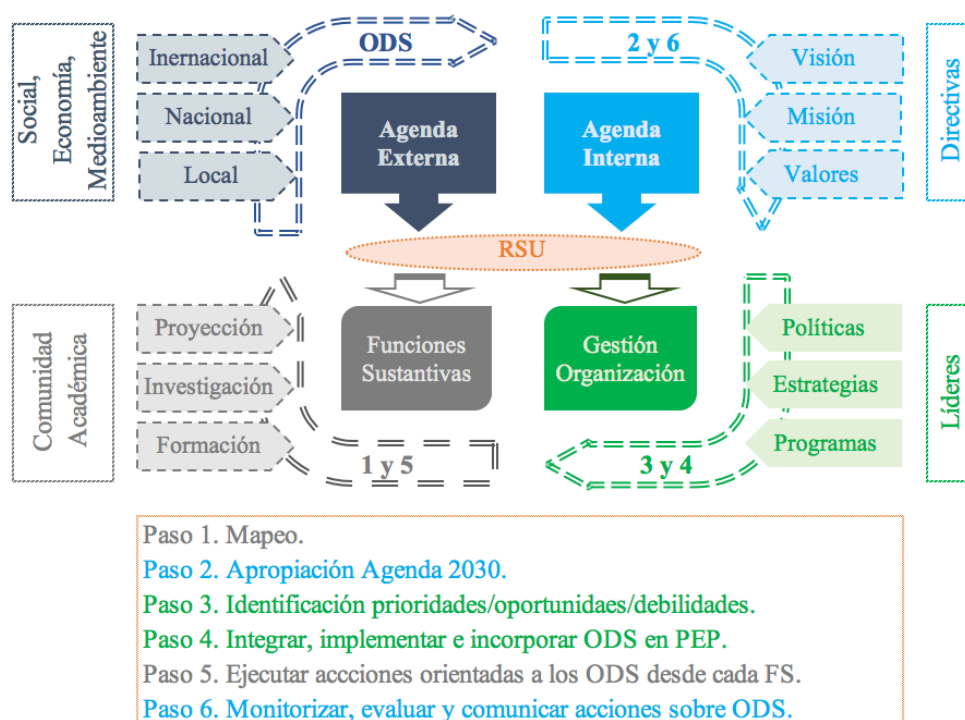 Social,
Economía,
Medioambiente
Inernacional
Nacional
Local
ODS
Agenda
Externa
2 y 6
Agenda
Interna
Visión
Misión
Valores
Directivas
RSU
Comunidad
Académica
Proyección
Investigación
Formación
Funciones
Sustantivas
1 y 5
Gestión
Organización
3 y 4
Políticas
Estrategias
Programas
Líderes
Paso 1. Mapeo.
Paso 2. Apropiación Agenda 2030.
Paso 3. Identificación prioridades/oportunidaes/debilidades.
Paso 4. Integrar, implementar e incorporar ODS en PEP.
Paso 5. Ejecutar accciones orientadas a los ODS desde cada FS.
Paso 6. Monitorizar, evaluar y comunicar acciones sobre ODS.